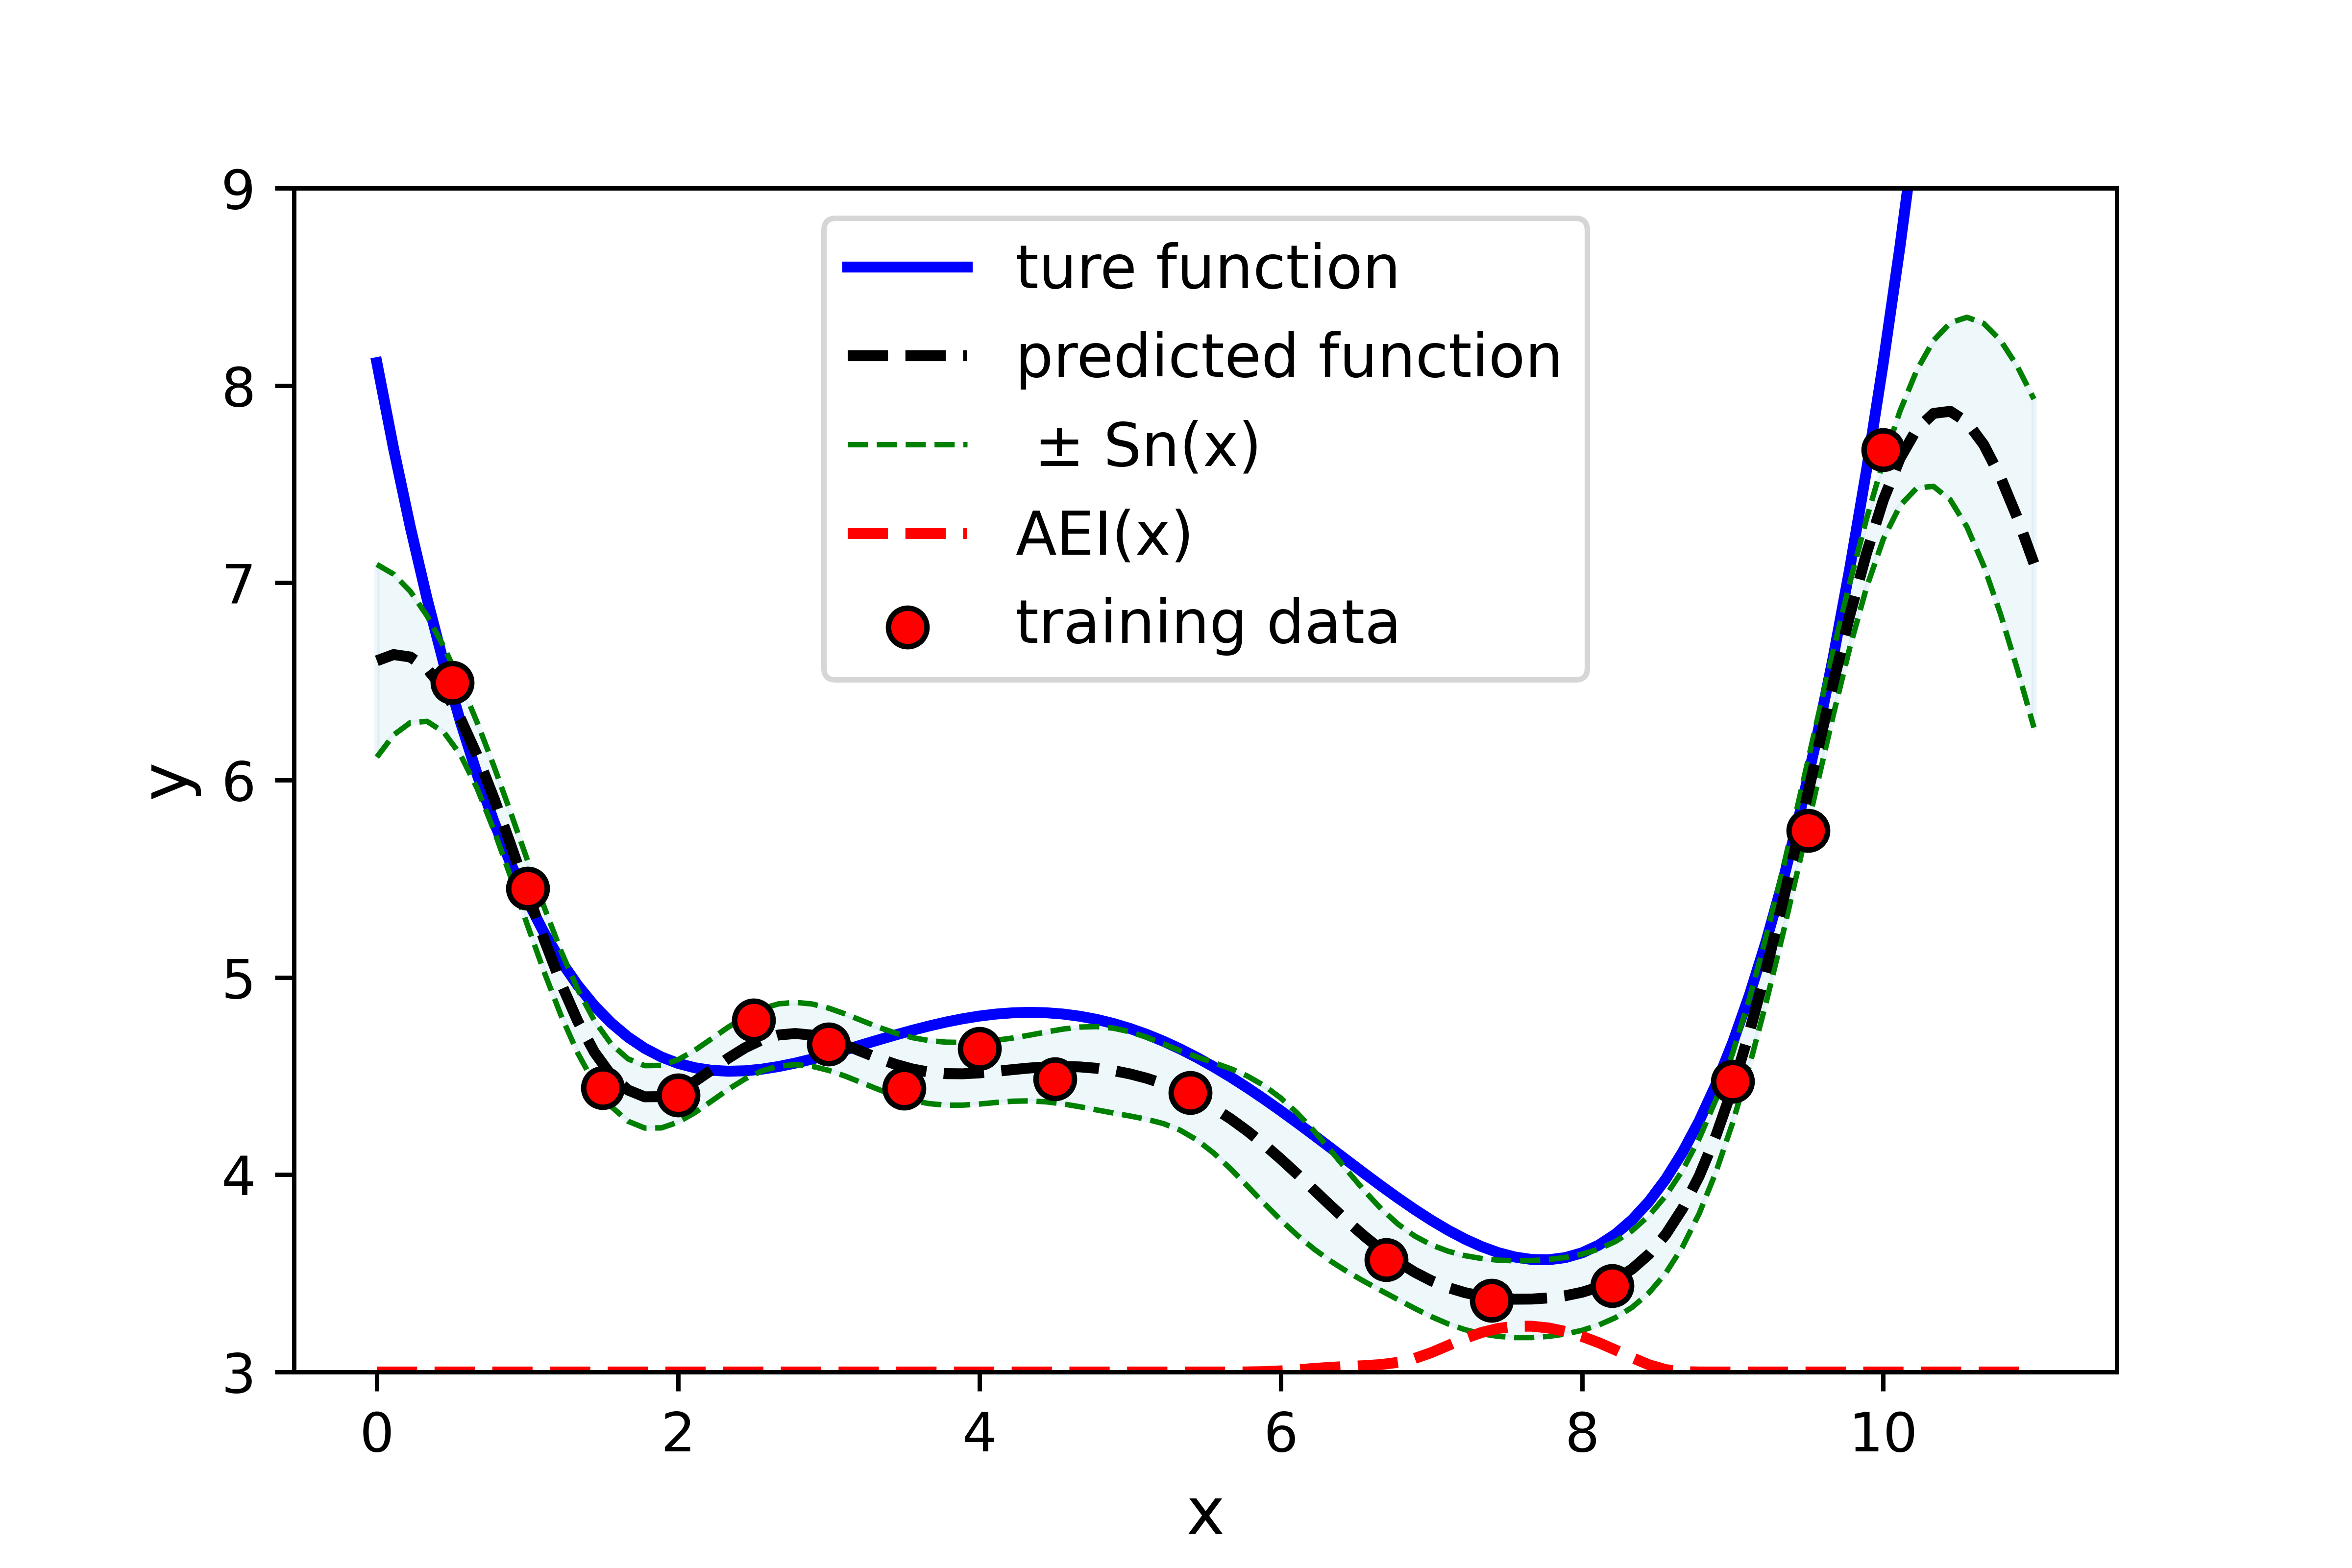 ture function
predicted function
± Sn(x)
AEI(x)
training data
9
8
7
6
5
4
3
y
0 2 4 6 8 10
x